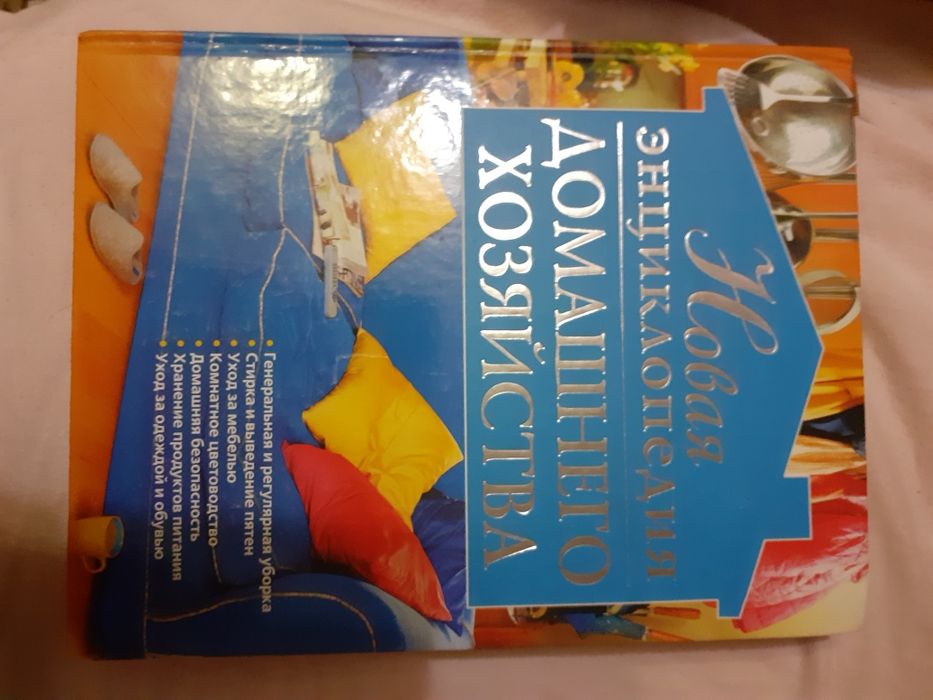 Новая
ЭНЦИКЛОПЕДИЯ
ДОМАШНЕГО
ХОЗЯЙСТВА
• Генеральная и регулярная уборка
• Стирка и выведение пятен
• Уход за мебелью
• Комнатное цветоводство
• Домашняя безопасность
• Хранение продуктов питания
• Уход за одеждой и обувью